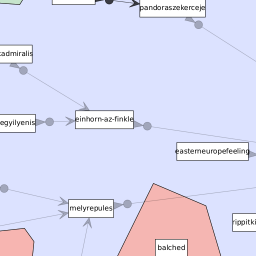 pandoraszekerceje
admiralis
einhorn-az-finkle
egyilyenis
easterneuropefeeling
melyrepules
rippitki
balched